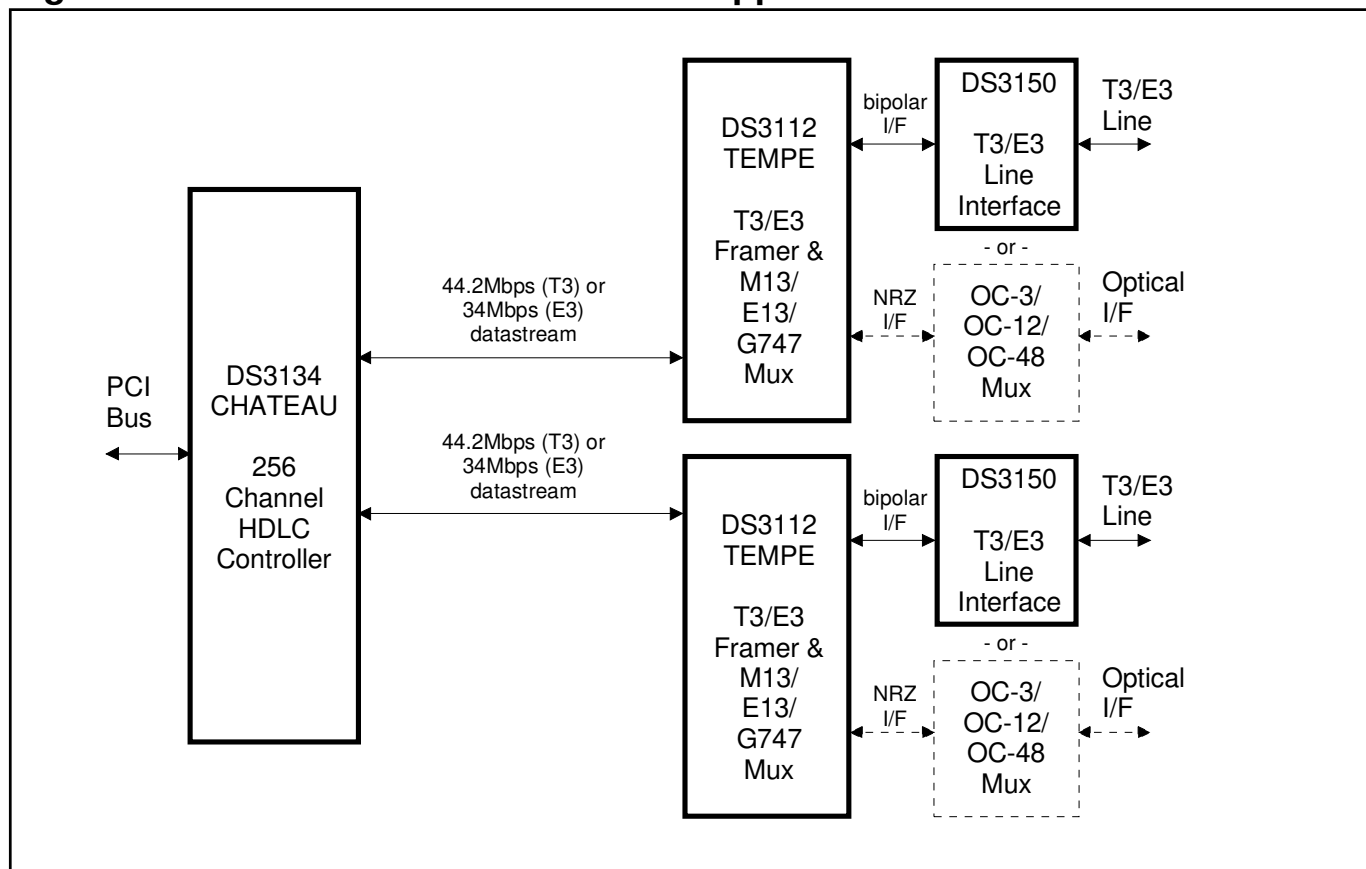 PCI
Bus
DS3134
CHATEAU
256
Channel
HDLC
Controller
44.2Mbps (T3) or
34Mbps (E3)
datastream
44.2Mbps (T3) or
34Mbps (E3)
datastream
DS3112
TEMPE
T3/E3
Framer &
M13/
E13/
G747
Mux
bipolar
I/F
DS3150
T3/E3
Line
Interface
T3/E3
Line
- or -
NRZ
I/F
OC-3/
OC-12/
OC-48
Mux
Optical
I/F
DS3112
TEMPE
T3/E3
Framer &
M13/
E13/
G747
Mux
bipolar
I/F
DS3150
T3/E3
Line
Interface
T3/E3
Line
- or -
NRZ
I/F
OC-3/
OC-12/
OC-48
Mux
Optical
I/F